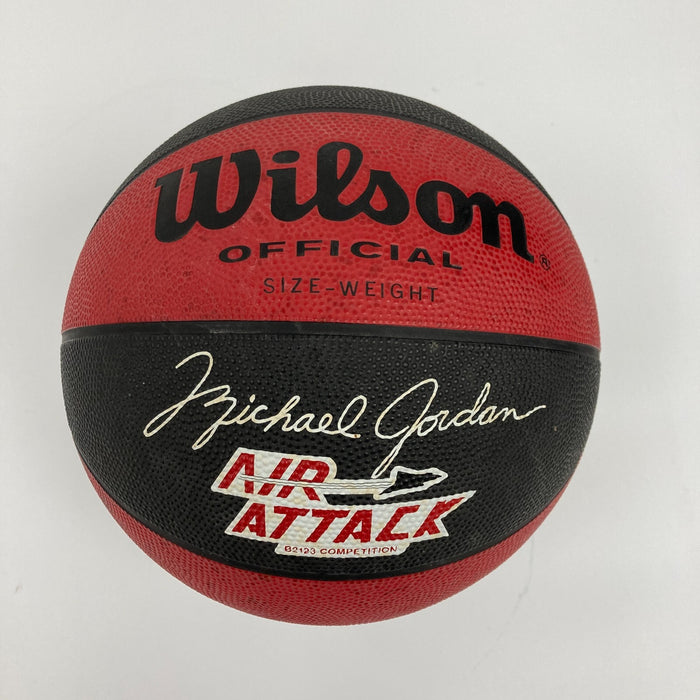 Wilson®
OFFICIAL
SIZE-WEIGHT
Michael Jordan
AIR
ATTACK
B2123 COMPETITION